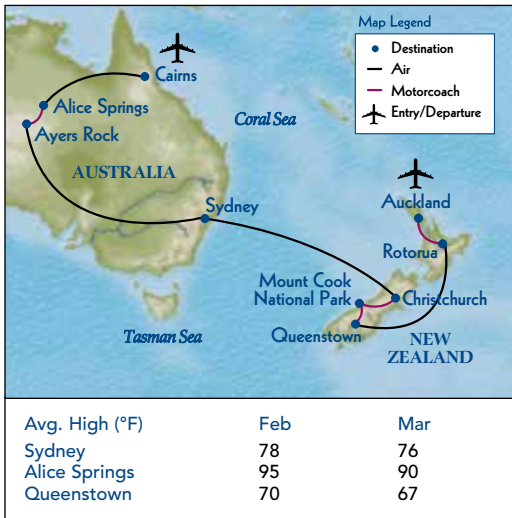 Map Legend
Destination
Air
Motorcoach
Entry/Departure
Cairns
Alice Springs
Ayers Rock
Coral Sea
AUSTRALIA
Sydney
Auckland
Rotorua
Mount Cook
National Park
Christchurch
Tasman Sea
Queenstown
NEW
ZEALAND
Avg. High (°F) Feb Mar
Sydney 78 76
Alice Springs 95 90
Queenstown 70 67